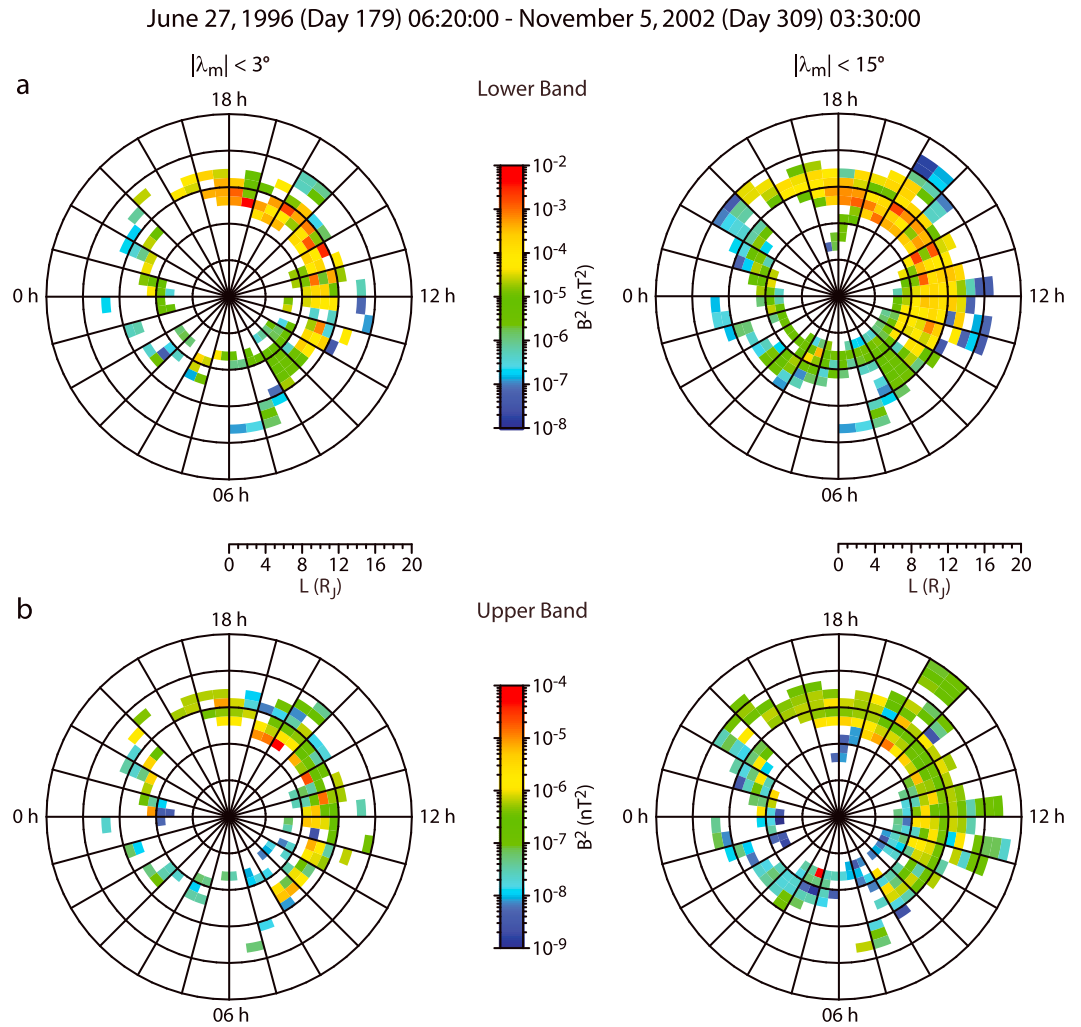 June 27, 1996 (Day 179) 06:20:00 - November 5, 2002 (Day 309) 03:30:00
|λm| < 3°
|λm| < 15°
a
Lower Band
18 h
18 h
10-2
10-3
10-4
10-5
10-6
10-7
10-8
B2 (nT2)
0 h
12 h
0 h
12 h
06 h
06 h
0 4 8 12 16 20
L (RJ)
0 4 8 12 16 20
L (RJ)
b
Upper Band
18 h
18 h
10-4
10-5
10-6
10-7
10-8
10-9
B2 (nT2)
0 h
12 h
0 h
12 h
06 h
06 h